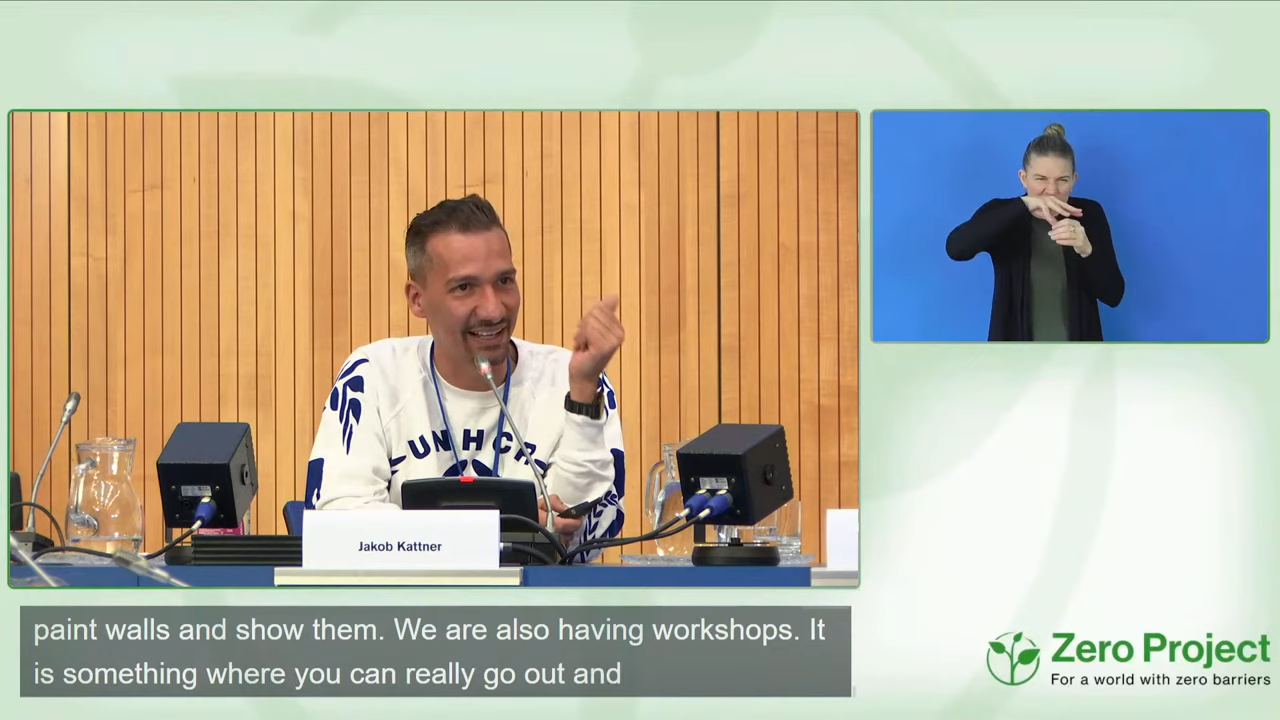 UNHCR
Jakob Kattner
paint walls and show them. We are also having workshops. It
is something where you can really go out and
Zero Project
For a world with zero barriers